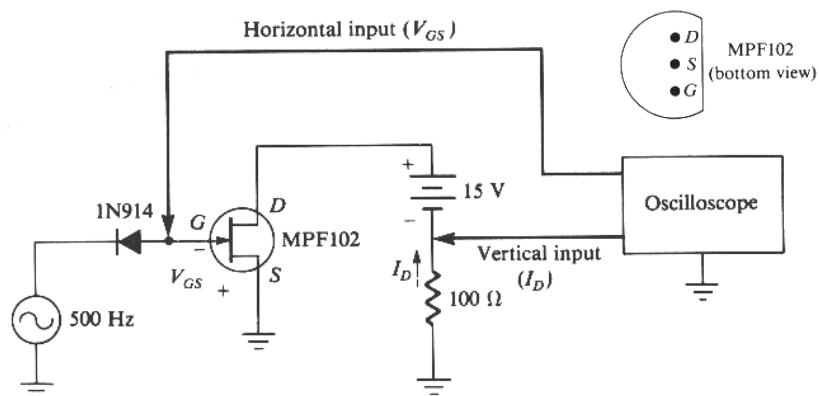 Horizontal input (V_GS)
D
S
G
MPF102
(bottom view)
+
15 V
−
Oscilloscope
1N914
G
D
−
MPF102
V_GS
+
S
Vertical input
(I_D)
I_D
100 Ω
500 Hz